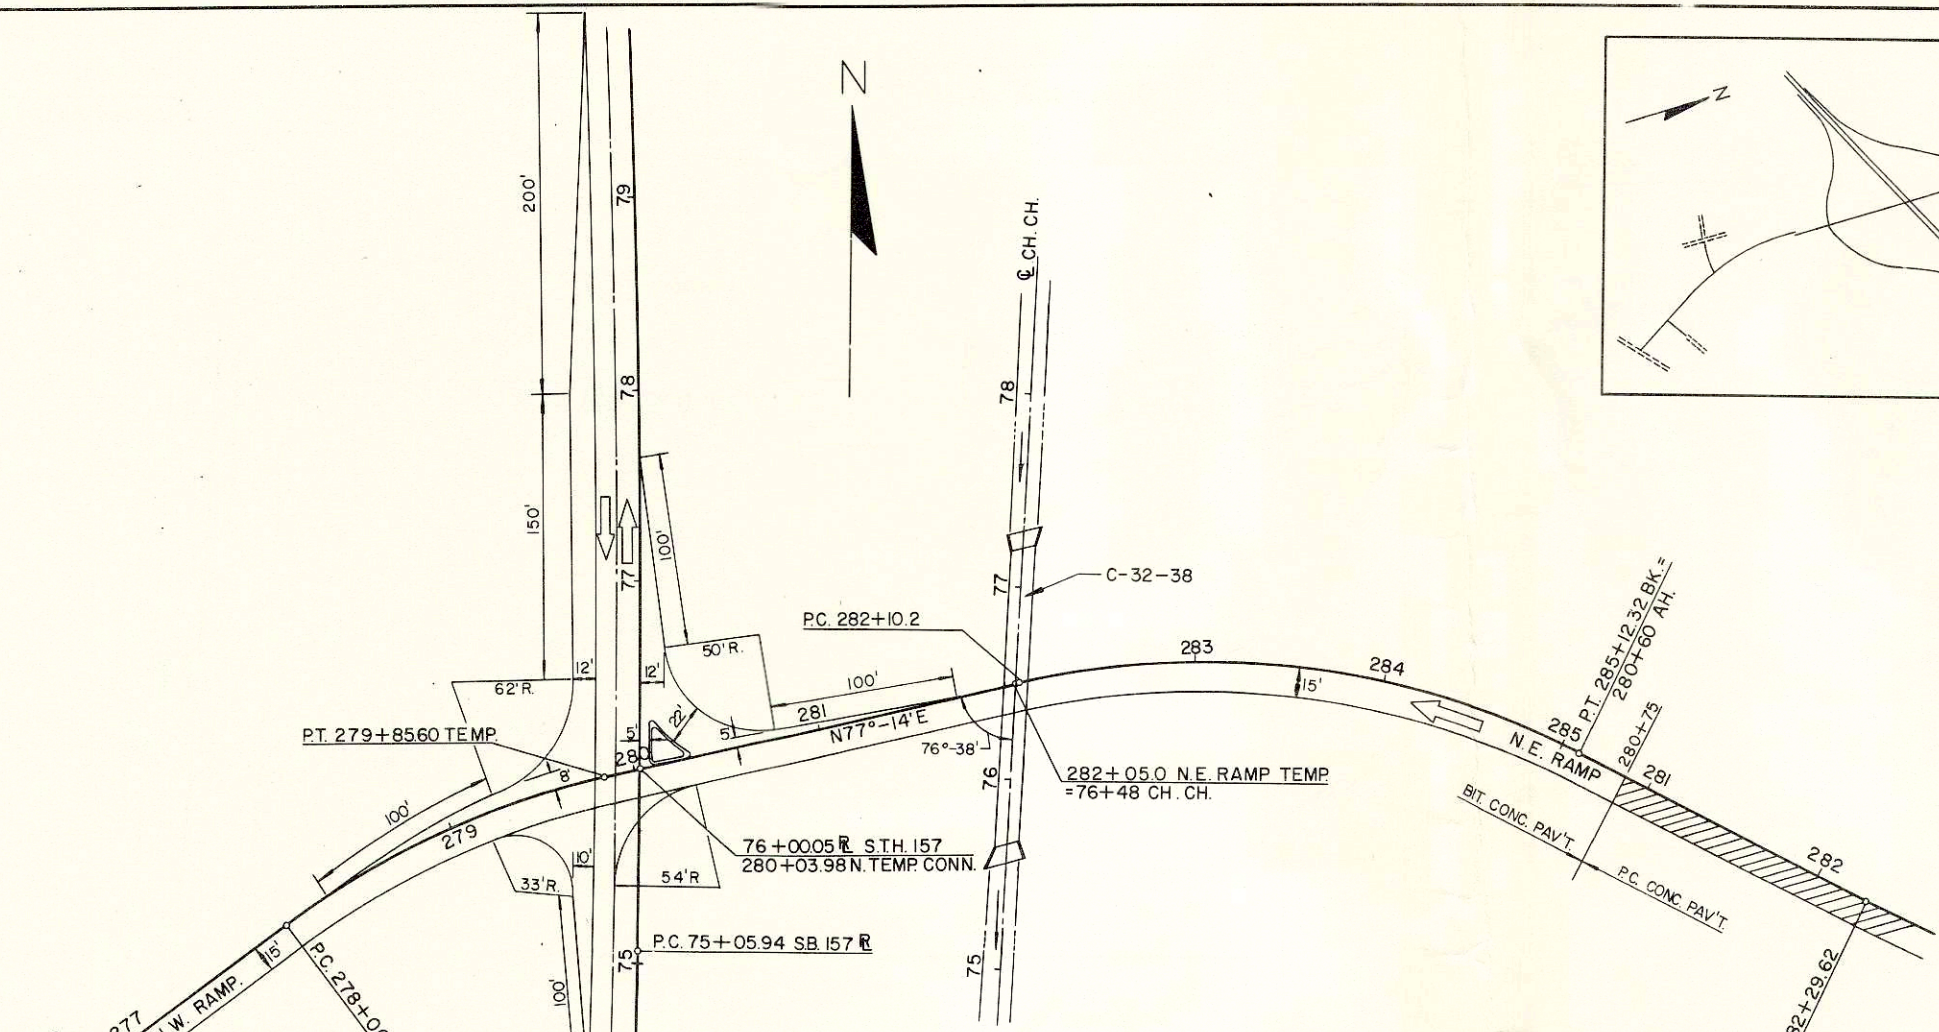 N
N
200'
79
℄ CH. CH.
78
78
150'
100'
77
77
C-32-38
P.C. 282+10.2
50' R.
12'
12'
62' R.
100'
283
284
15'
P.T. 285+12.32 BK.=
280+60 AH.
280+75
P.T. 279+85.60 TEMP.
5'
22'
5'
281
N77°-14'E
76°-38'
280
8'
285
N.E. RAMP
281
76
282+05.0 N.E. RAMP TEMP.
=76+48 CH. CH.
BIT. CONC. PAV'T.
P.C. CONC. PAV'T.
282
100'
279
10'
76+00.05 ℞ S.T.H. 157
280+03.98 N. TEMP. CONN.
33' R.
54' R
P.C. 75+05.94 S.B. 157 ℞
75
75
15'
100'
277
W. RAMP.
P.C. 278+
82+29.62